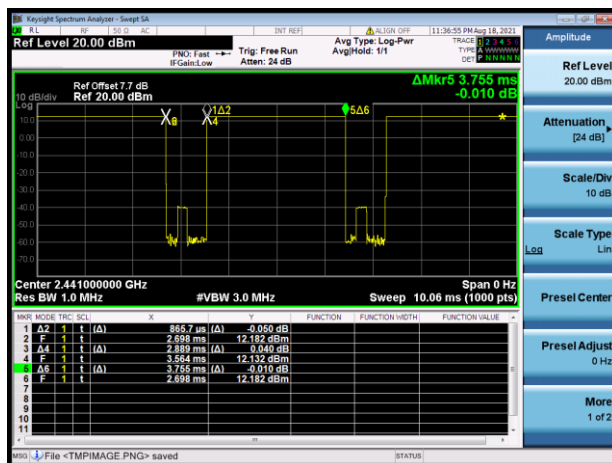 Keysight Spectrum Analyzer - Swept SA
RL RF 50 Ω AC INT REF ALIGN OFF 11:36:55 PM Aug 18, 2021
Ref Level 20.00 dBm
PNO: Fast
IFGain:Low
Trig: Free Run
Atten: 24 dB
Avg Type: Log-Pwr
Avg|Hold: 1/1
TRACE 1 2 3 4 5 6
TYPE A WWWWW
DET P N N N N N
Ref Offset 7.7 dB
Ref 20.00 dBm
ΔMkr5 3.755 ms
-0.010 dB
10 dB/div
Log
10.0
0.00
-10.0
-20.0
-30.0
-40.0
-50.0
-60.0
-70.0
1Δ2
4
5Δ6
Center 2.441000000 GHz
Span 0 Hz
Res BW 1.0 MHz
#VBW 3.0 MHz
Sweep 10.06 ms (1000 pts)
MKR MODE TRC SCL X Y FUNCTION FUNCTION WIDTH FUNCTION VALUE
1 Δ2 1 t (Δ) 865.7 µs (Δ) -0.050 dB
2 F 1 t 2.698 ms 12.182 dBm
3 Δ4 1 t (Δ) 2.889 ms (Δ) 0.040 dB
4 F 1 t 3.564 ms 12.132 dBm
5 Δ6 1 t (Δ) 3.755 ms (Δ) -0.010 dB
6 F 1 t 2.698 ms 12.182 dBm
7
8
9
10
11
MSG File <TMPIMAGE.PNG> saved
STATUS
Amplitude
Ref Level
20.00 dBm
Attenuation
[24 dB]
Scale/Div
10 dB
Scale Type
Log Lin
Presel Center
Presel Adjust
0 Hz
More
1 of 2